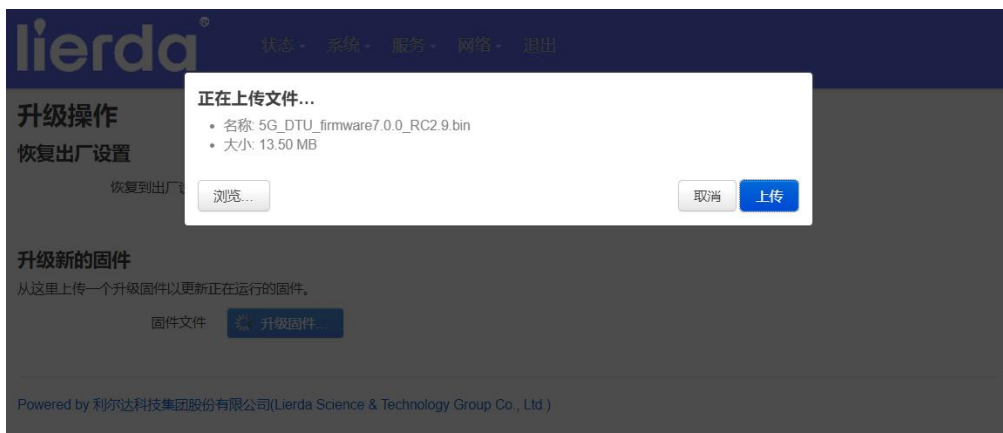 lierda®
状态 系统 服务 网络 退出
正在上传文件...
名称: 5G_DTU_firmware7.0.0_RC2.9.bin
大小: 13.50 MB
浏览...
取消
上传
升级操作
恢复出厂设置
恢复到出厂
升级新的固件
从这里上传一个升级固件以更新正在运行的固件。
固件文件
升级固件...
Powered by 利尔达科技集团股份有限公司(Lierda Science & Technology Group Co., Ltd.)